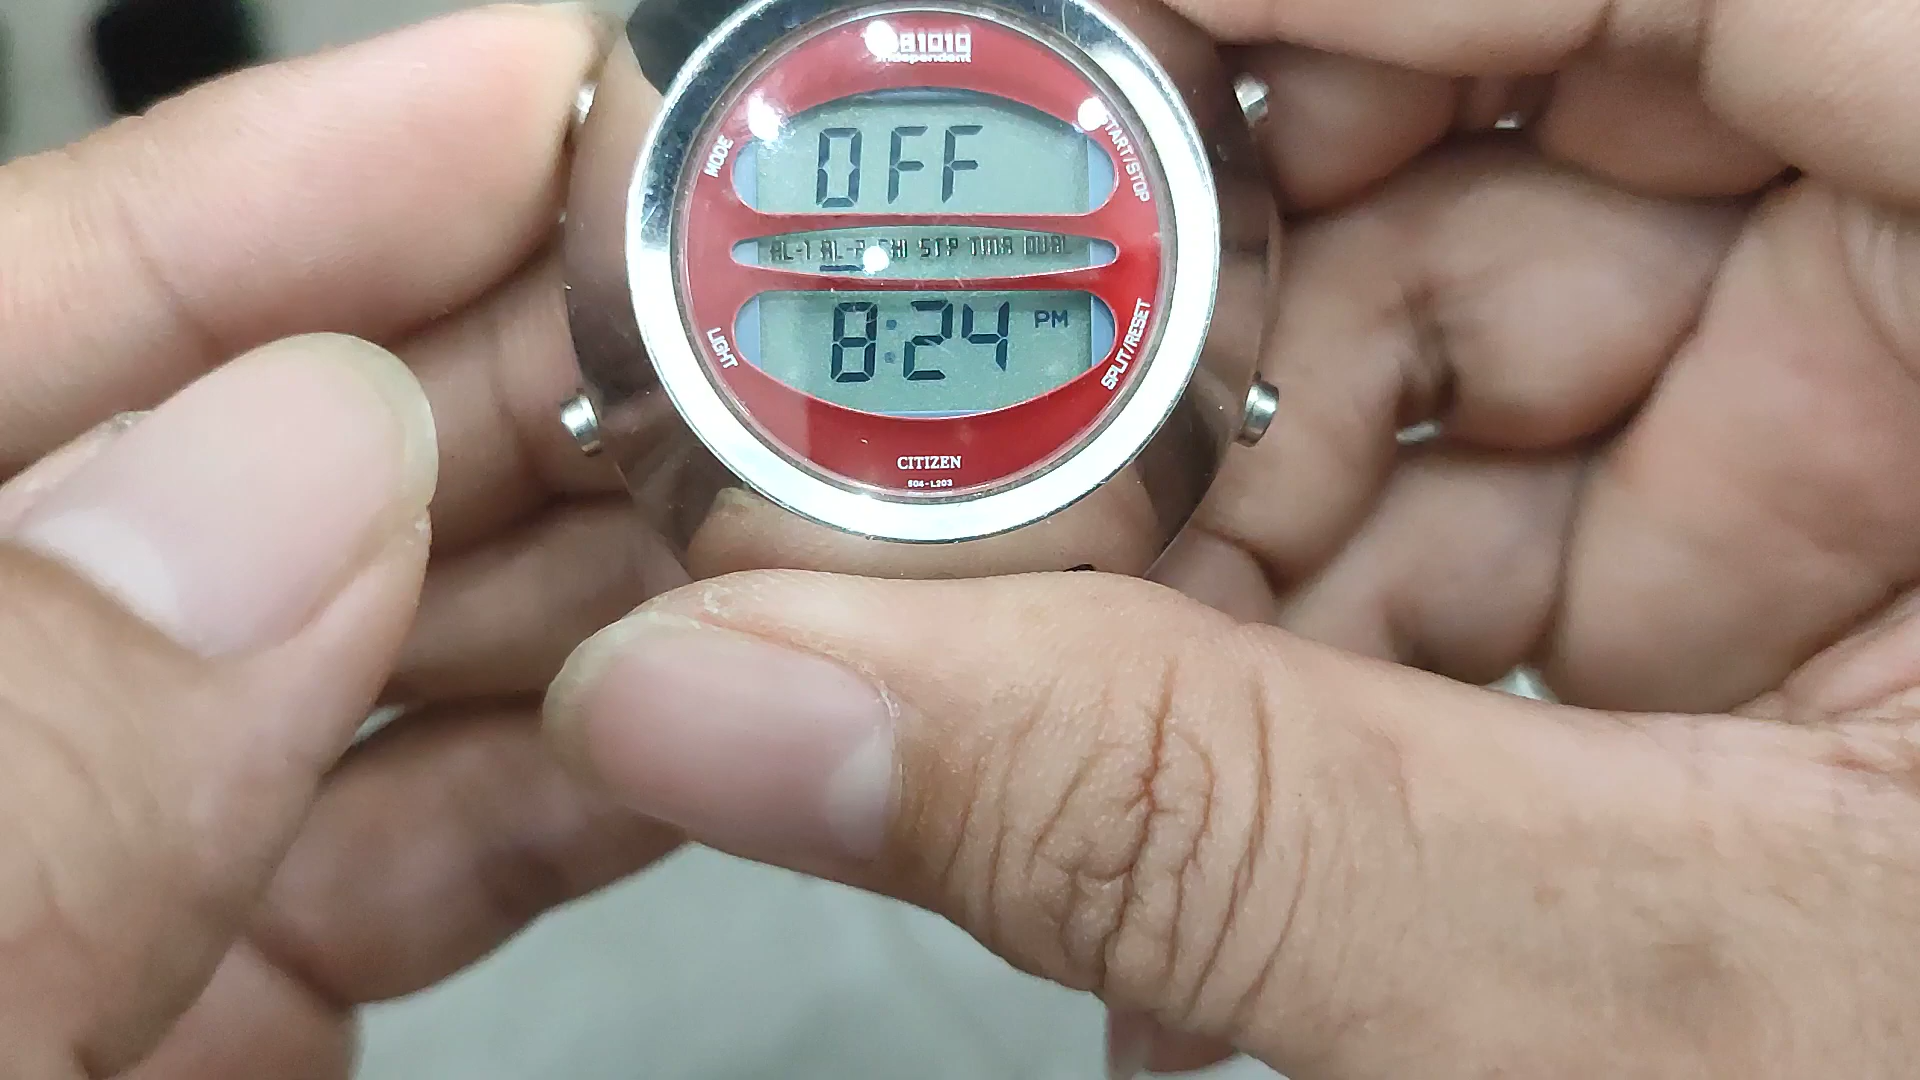 independent
MODE
START/STOP
OFF
AL-1 AL-2 CHI STP TMR DUAL
8:24 PM
LIGHT
SPLIT/RESET
CITIZEN